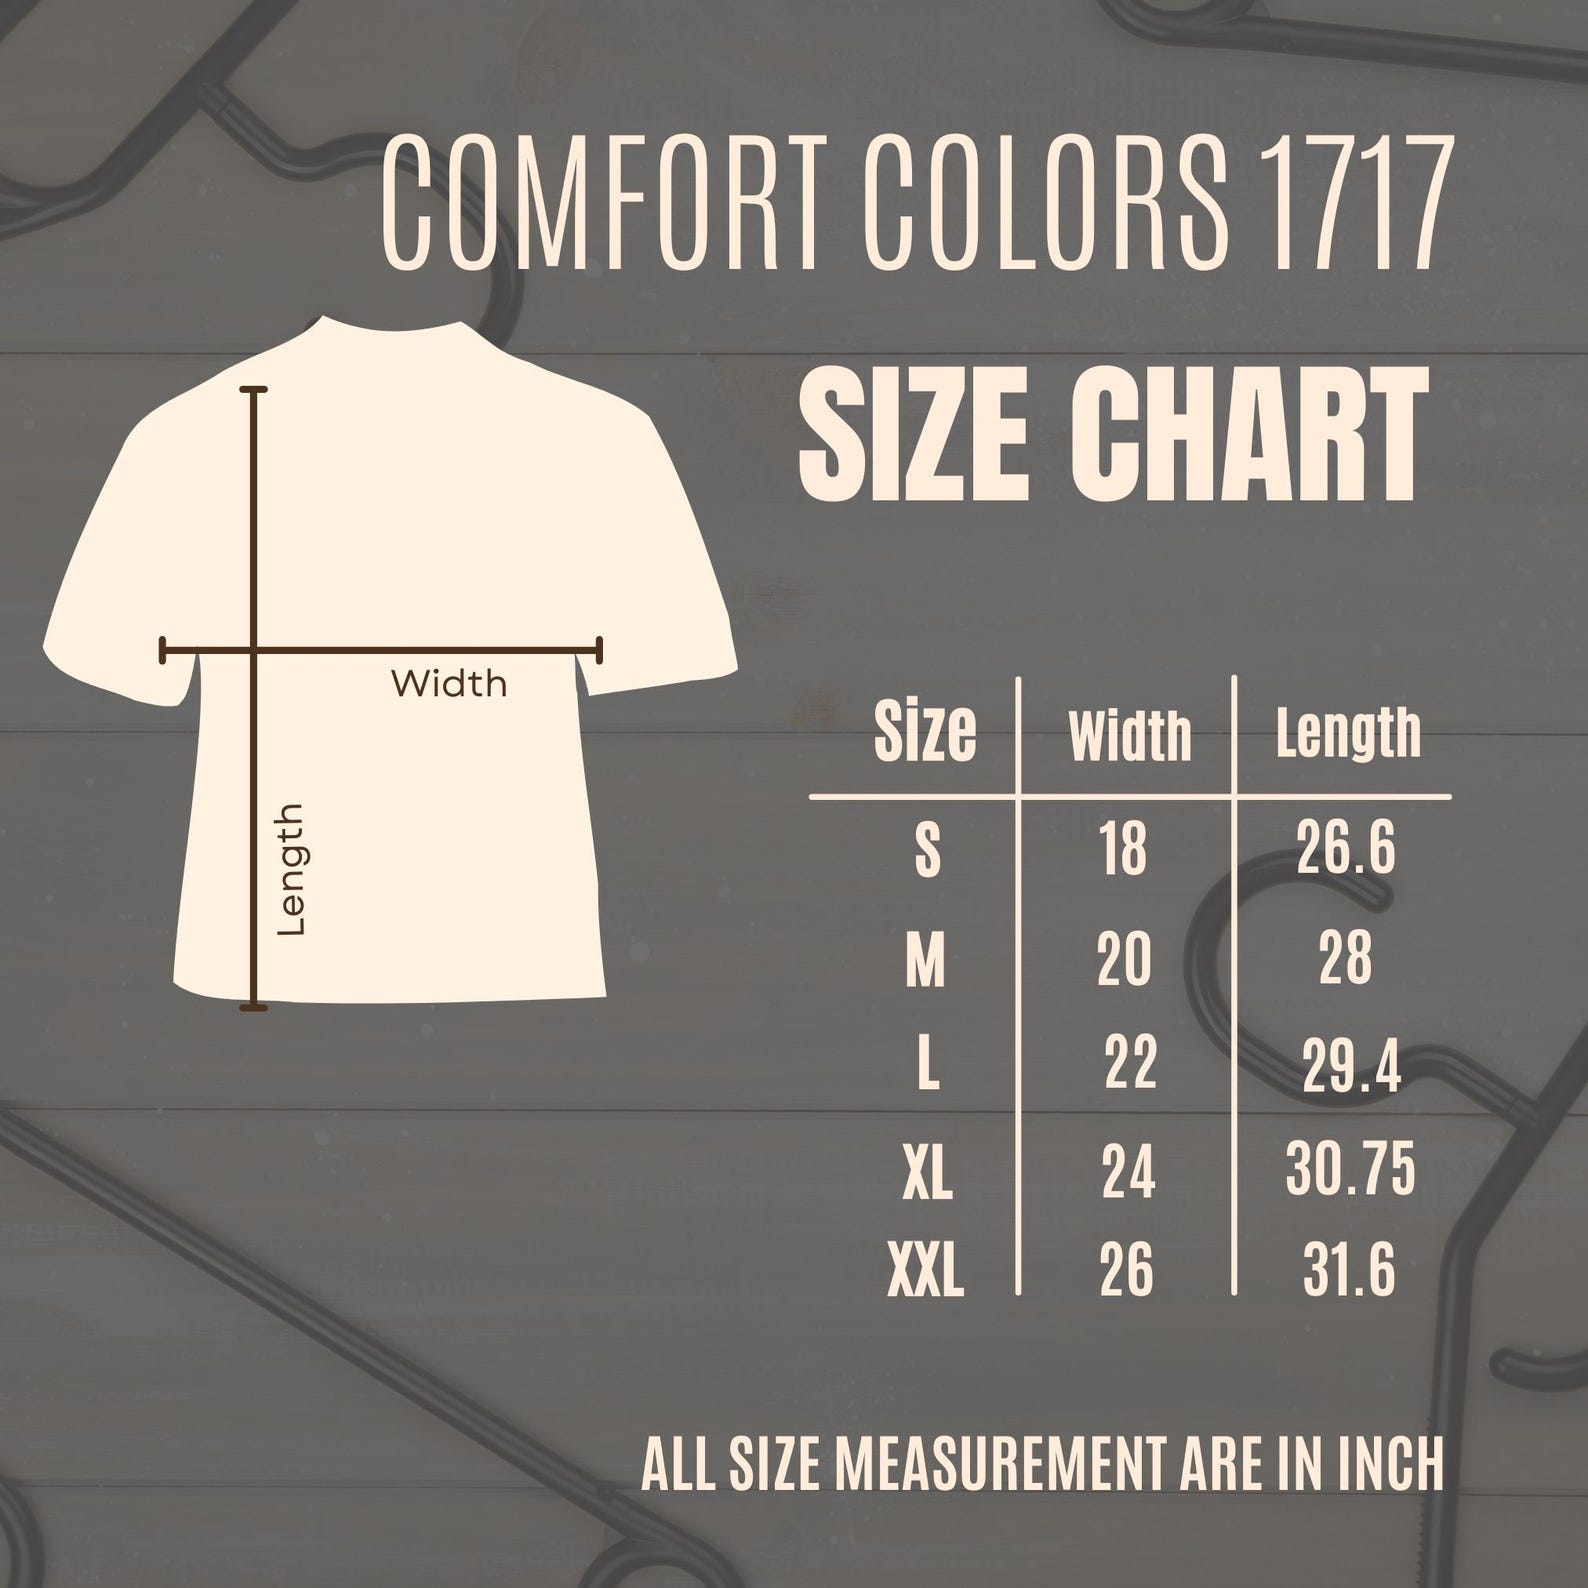 COMFORT COLORS 1717
SIZE CHART
Width
Length
Size Width Length
S 18 26.6
M 20 28
L 22 29.4
XL 24 30.75
XXL 26 31.6
ALL SIZE MEASUREMENT ARE IN INCH